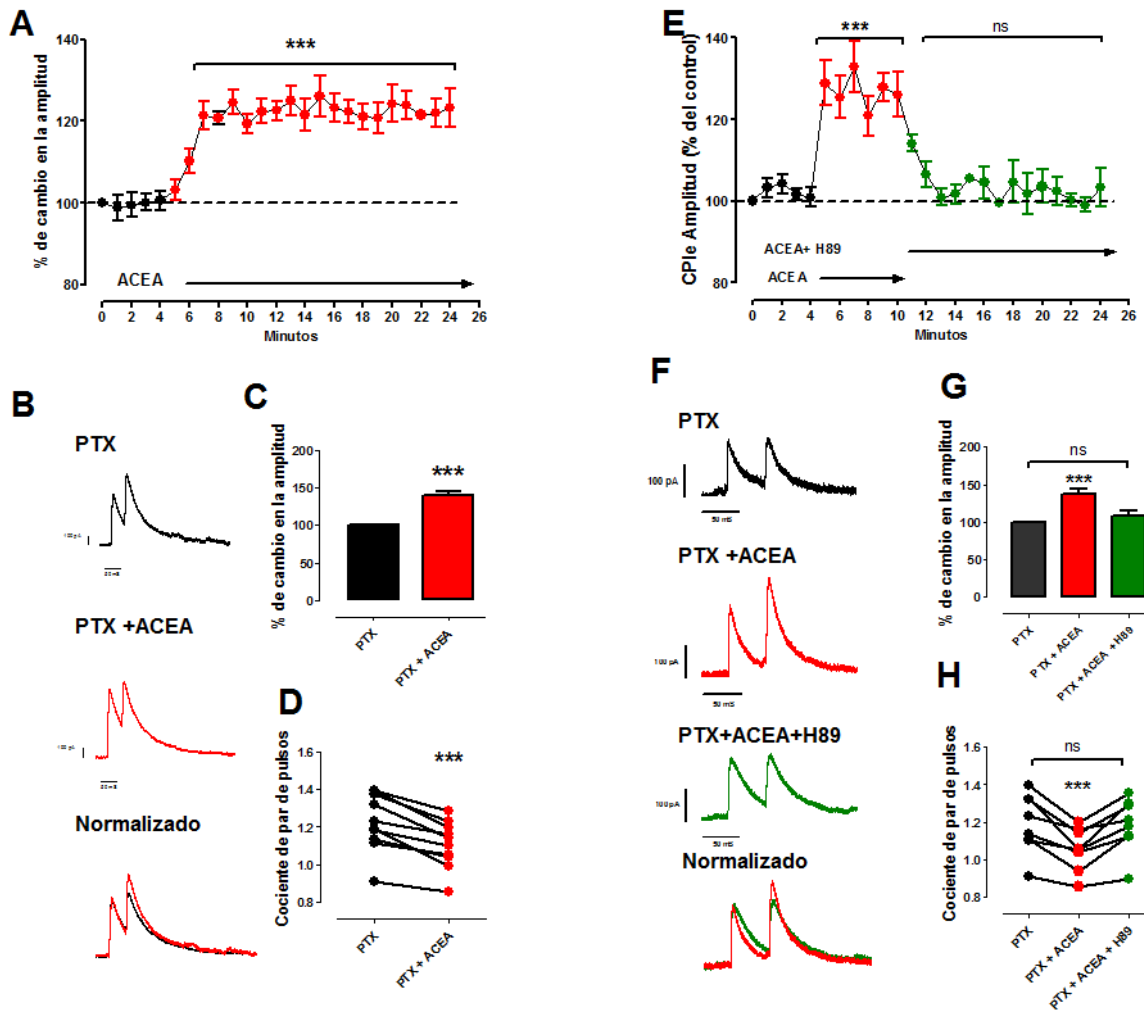 A
% de cambio en la amplitud
140
120
100
80
***
ACEA
0 2 4 6 8 10 12 14 16 18 20 22 24 26
Minutos
E
CPIe Amplitud (% del control)
140
120
100
80
***
ns
ACEA+ H89
ACEA
0 2 4 6 8 10 12 14 16 18 20 22 24 26
Minutos
B
PTX
100 pA
PTX +ACEA
100 pA
Normalizado
C
% de cambio en la amplitud
200
150
100
50
0
***
PTX
PTX + ACEA
D
Cociente de par de pulsos
1.6
1.4
1.2
1.0
0.8
***
PTX
PTX + ACEA
F
PTX
100 pA
50 mS
PTX +ACEA
100 pA
50 mS
PTX+ACEA+H89
100 pA
50 mS
Normalizado
G
% de cambio en la amplitud
200
150
100
50
0
ns
***
PTX
PTX + ACEA
PTX + ACEA + H89
H
Cociente de par de pulsos
1.6
1.4
1.2
1.0
0.8
ns
***
PTX
PTX + ACEA
PTX + ACEA + H89